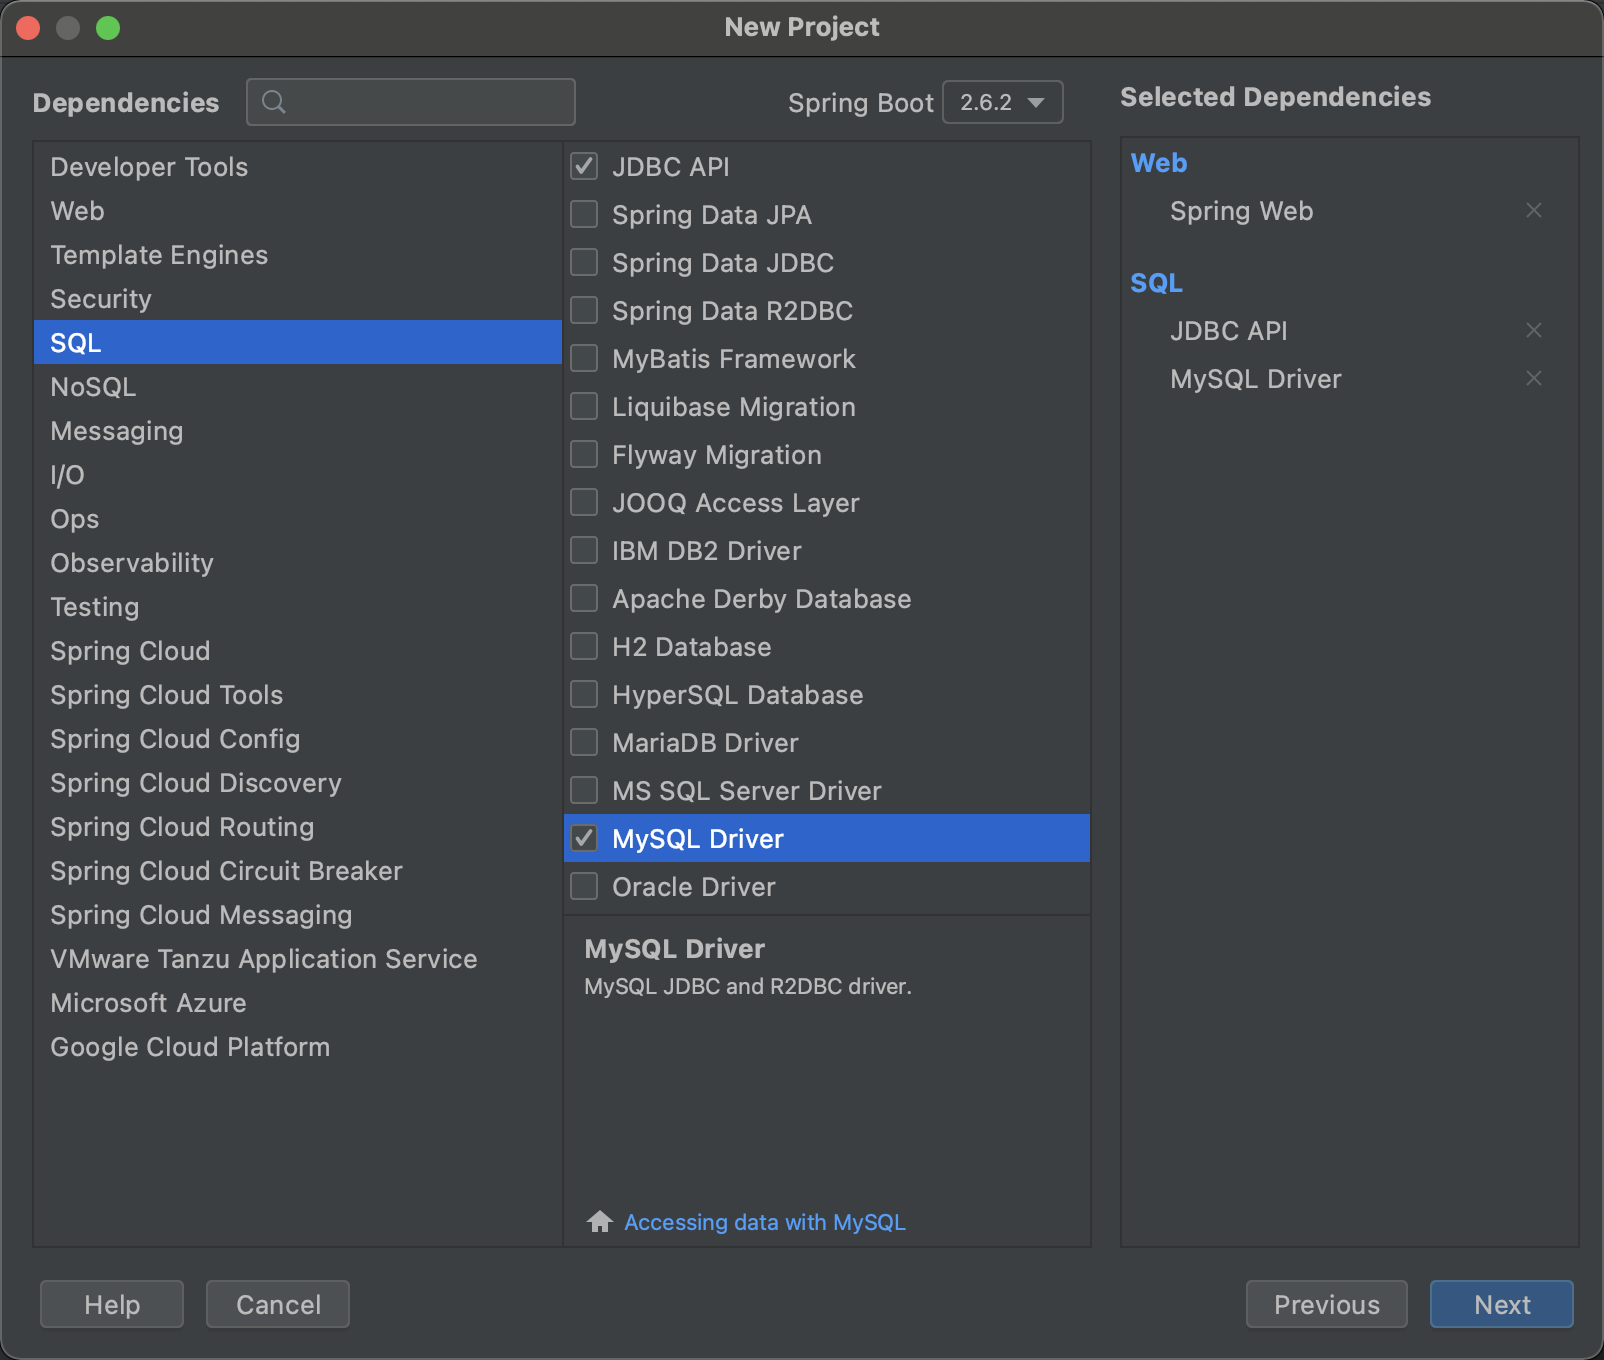 New Project
Dependencies
Spring Boot 2.6.2
Selected Dependencies
Developer Tools
Web
Template Engines
Security
SQL
NoSQL
Messaging
I/O
Ops
Observability
Testing
Spring Cloud
Spring Cloud Tools
Spring Cloud Config
Spring Cloud Discovery
Spring Cloud Routing
Spring Cloud Circuit Breaker
Spring Cloud Messaging
VMware Tanzu Application Service
Microsoft Azure
Google Cloud Platform
JDBC API
Spring Data JPA
Spring Data JDBC
Spring Data R2DBC
MyBatis Framework
Liquibase Migration
Flyway Migration
JOOQ Access Layer
IBM DB2 Driver
Apache Derby Database
H2 Database
HyperSQL Database
MariaDB Driver
MS SQL Server Driver
MySQL Driver
Oracle Driver
MySQL Driver
MySQL JDBC and R2DBC driver.
Accessing data with MySQL
Web
Spring Web
SQL
JDBC API
MySQL Driver
Help
Cancel
Previous
Next